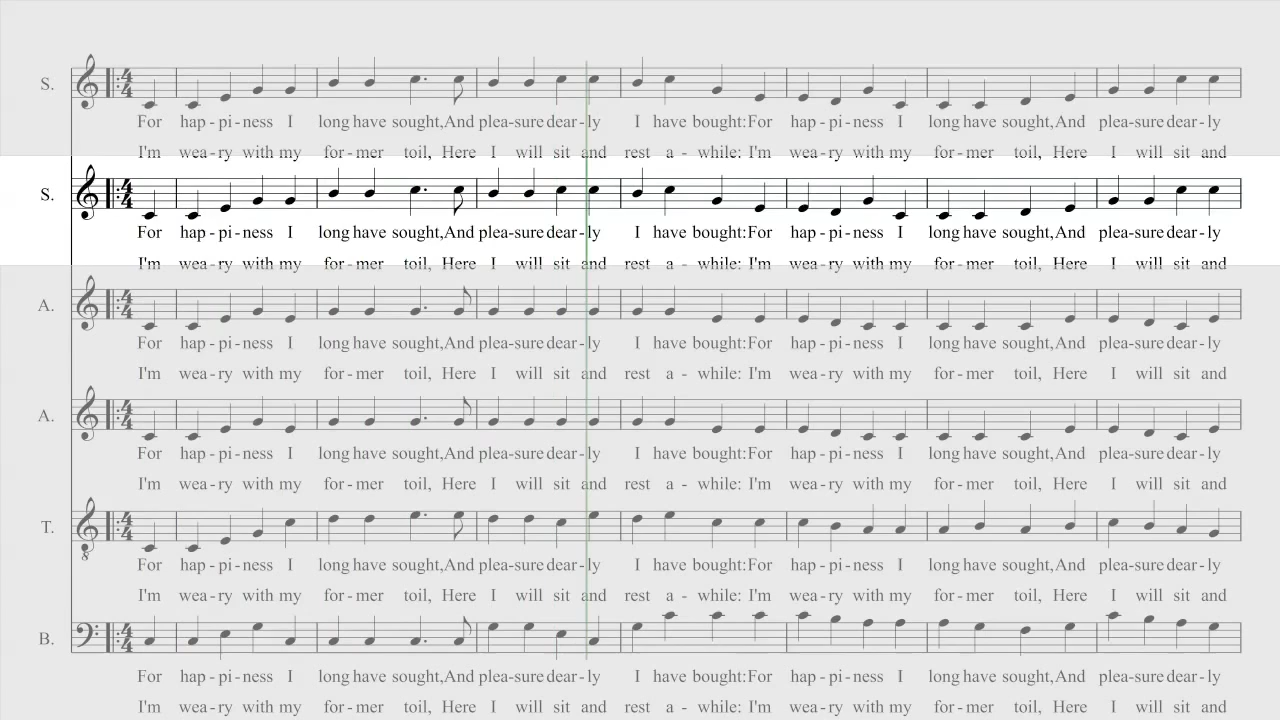 S.
For hap-pi-ness I long have sought, And plea-sure dear-ly I have bought: For hap-pi-ness I long have sought, And plea-sure dear-ly
I'm wea-ry with my for-mer toil, Here I will sit and rest a - while: I'm wea-ry with my for-mer toil, Here I will sit and
S.
For hap-pi-ness I long have sought, And plea-sure dear-ly I have bought: For hap-pi-ness I long have sought, And plea-sure dear-ly
I'm wea-ry with my for-mer toil, Here I will sit and rest a - while: I'm wea-ry with my for-mer toil, Here I will sit and
A.
For hap-pi-ness I long have sought, And plea-sure dear-ly I have bought: For hap-pi-ness I long have sought, And plea-sure dear-ly
I'm wea-ry with my for-mer toil, Here I will sit and rest a - while: I'm wea-ry with my for-mer toil, Here I will sit and
A.
For hap-pi-ness I long have sought, And plea-sure dear-ly I have bought: For hap-pi-ness I long have sought, And plea-sure dear-ly
I'm wea-ry with my for-mer toil, Here I will sit and rest a - while: I'm wea-ry with my for-mer toil, Here I will sit and
T.
8
For hap-pi-ness I long have sought, And plea-sure dear-ly I have bought: For hap-pi-ness I long have sought, And plea-sure dear-ly
I'm wea-ry with my for-mer toil, Here I will sit and rest a - while: I'm wea-ry with my for-mer toil, Here I will sit and
B.
For hap-pi-ness I long have sought, And plea-sure dear-ly I have bought: For hap-pi-ness I long have sought, And plea-sure dear-ly
I'm wea-ry with my for-mer toil, Here I will sit and rest a - while: I'm wea-ry with my for-mer toil, Here I will sit and